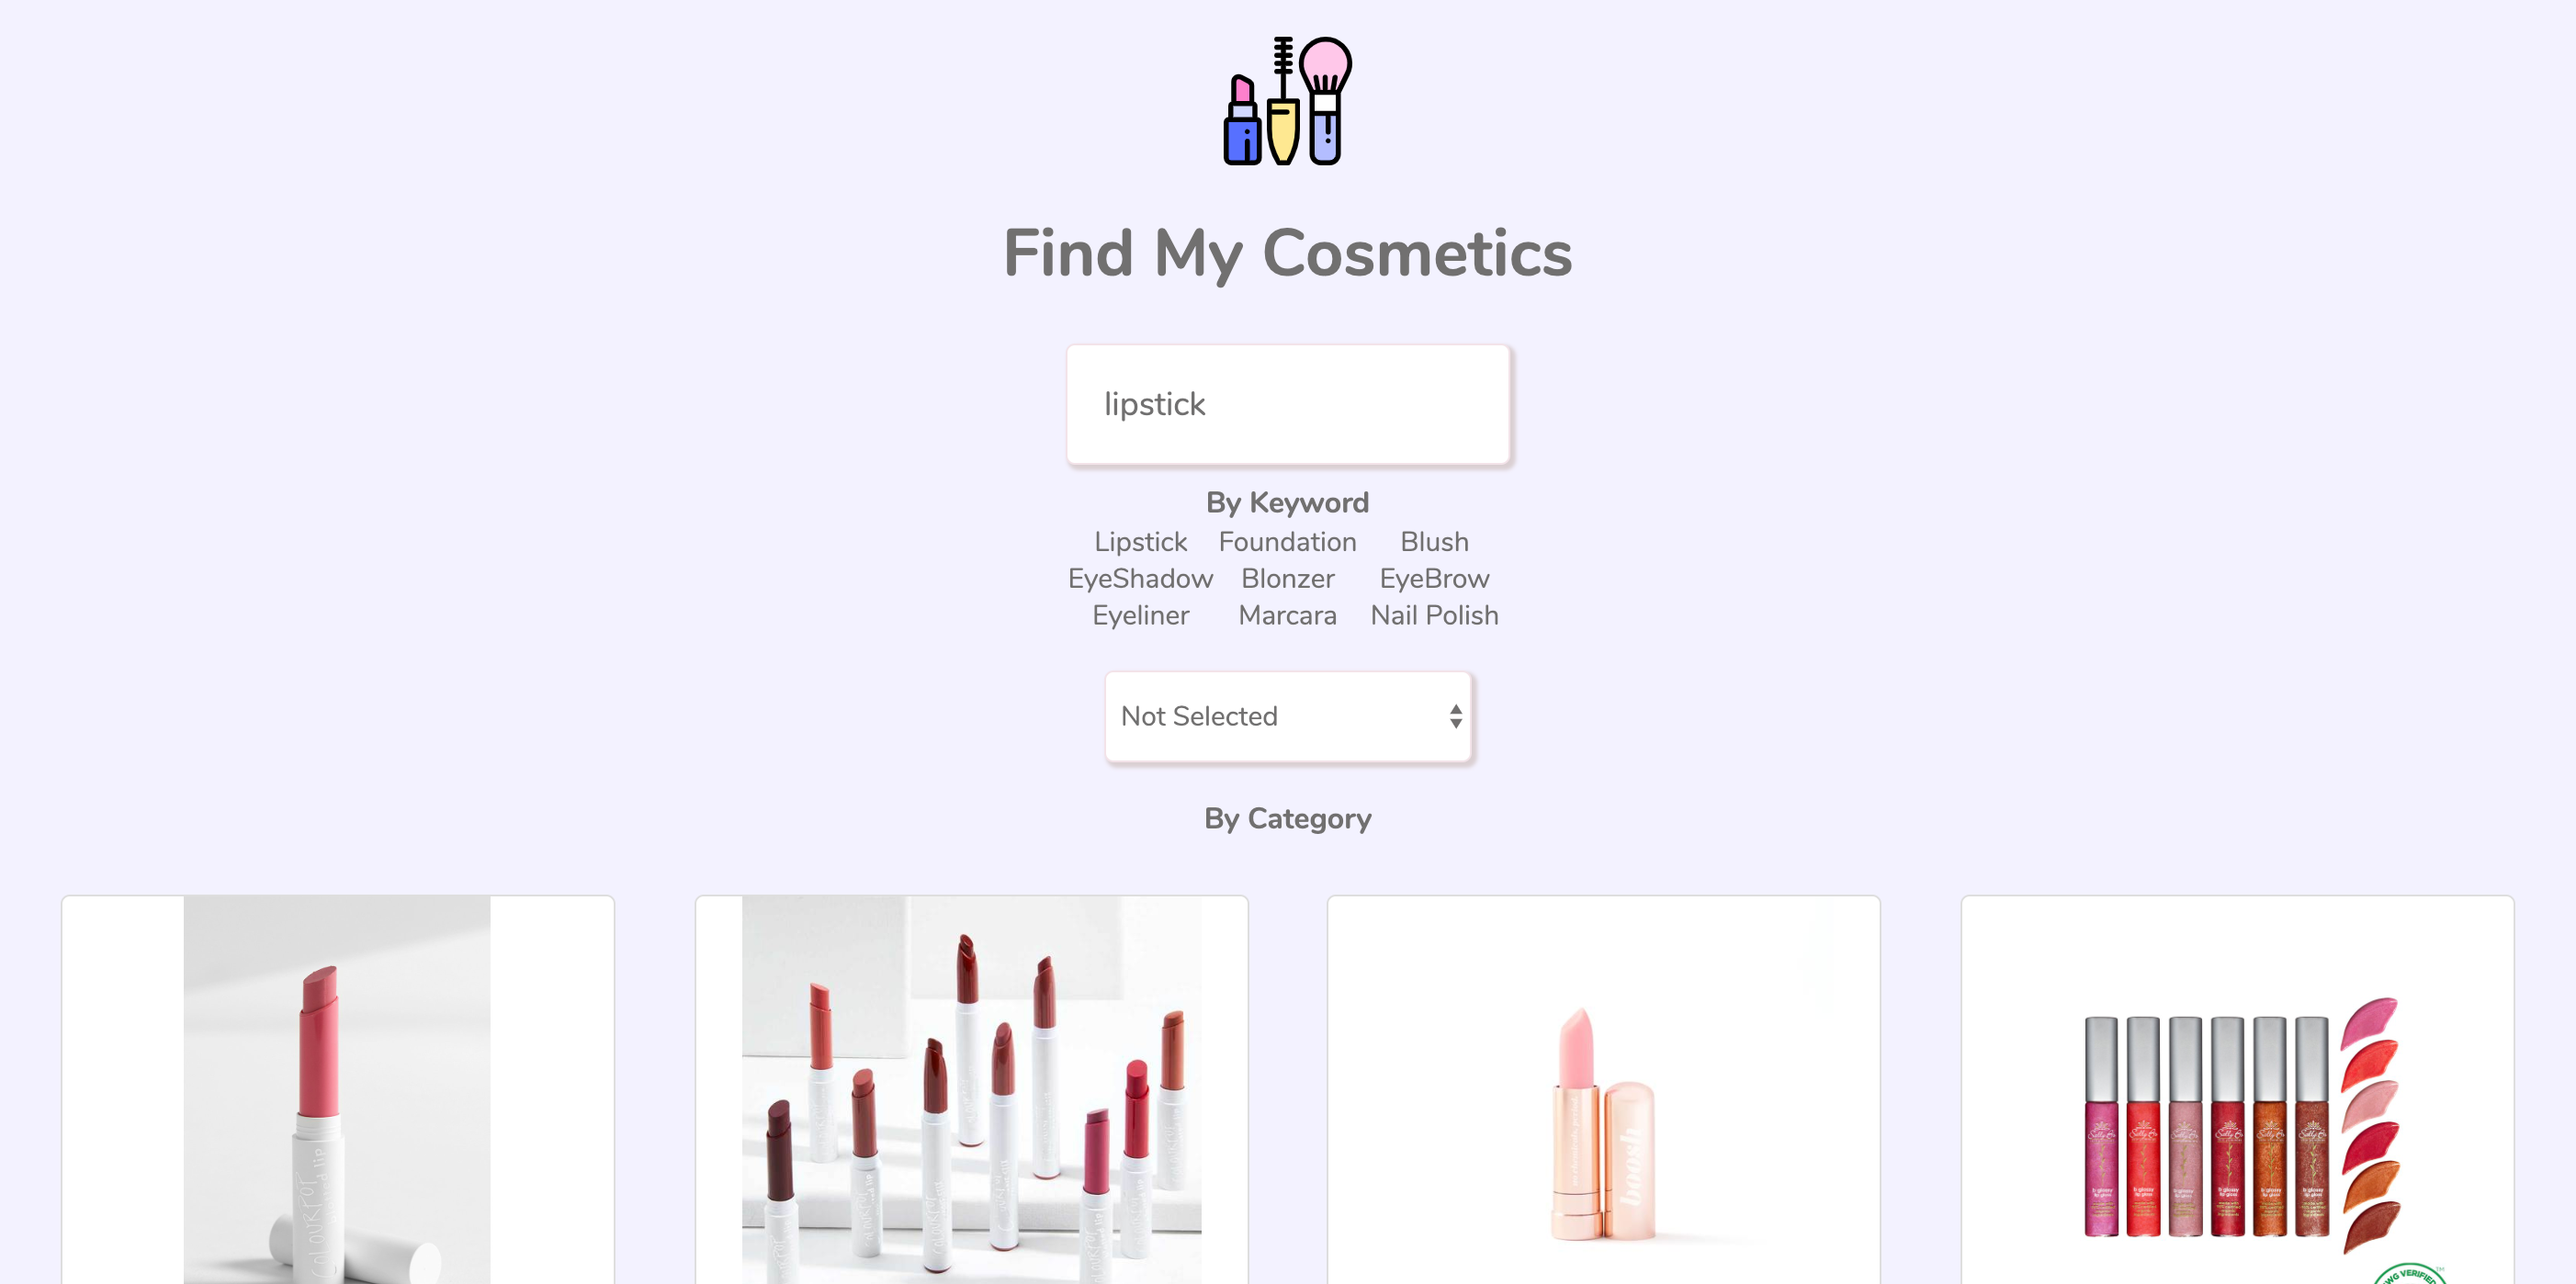 Find My Cosmetics
lipstick
By Keyword
Lipstick Foundation Blush
EyeShadow Blonzer EyeBrow
Eyeliner Marcara Nail Polish
Not Selected
By Category
COLOURPOP
boosh